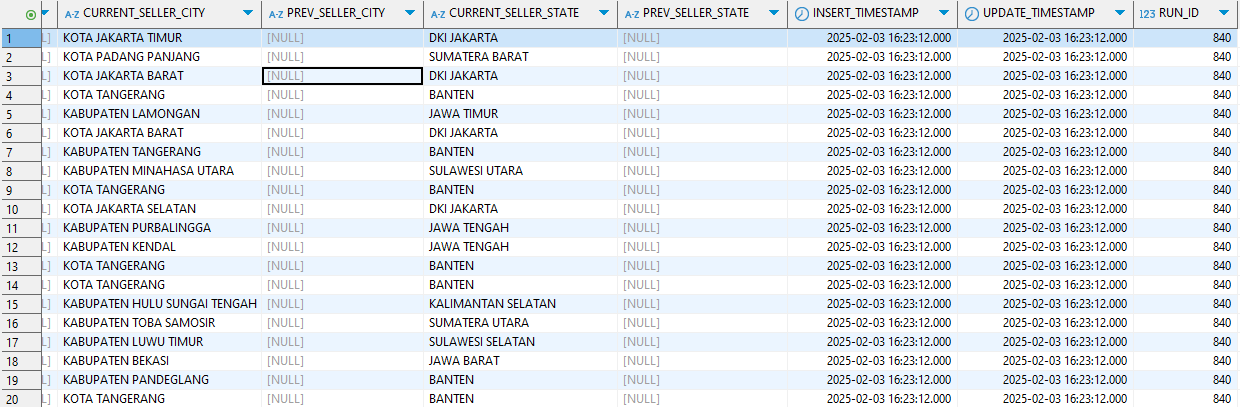 A-Z CURRENT_SELLER_CITY A-Z PREV_SELLER_CITY A-Z CURRENT_SELLER_STATE A-Z PREV_SELLER_STATE INSERT_TIMESTAMP UPDATE_TIMESTAMP 123 RUN_ID
1 L] KOTA JAKARTA TIMUR [NULL] DKI JAKARTA [NULL] 2025-02-03 16:23:12.000 2025-02-03 16:23:12.000 840
2 L] KOTA PADANG PANJANG [NULL] SUMATERA BARAT [NULL] 2025-02-03 16:23:12.000 2025-02-03 16:23:12.000 840
3 L] KOTA JAKARTA BARAT [NULL] DKI JAKARTA [NULL] 2025-02-03 16:23:12.000 2025-02-03 16:23:12.000 840
4 L] KOTA TANGERANG [NULL] BANTEN [NULL] 2025-02-03 16:23:12.000 2025-02-03 16:23:12.000 840
5 L] KABUPATEN LAMONGAN [NULL] JAWA TIMUR [NULL] 2025-02-03 16:23:12.000 2025-02-03 16:23:12.000 840
6 L] KOTA JAKARTA BARAT [NULL] DKI JAKARTA [NULL] 2025-02-03 16:23:12.000 2025-02-03 16:23:12.000 840
7 L] KABUPATEN TANGERANG [NULL] BANTEN [NULL] 2025-02-03 16:23:12.000 2025-02-03 16:23:12.000 840
8 L] KABUPATEN MINAHASA UTARA [NULL] SULAWESI UTARA [NULL] 2025-02-03 16:23:12.000 2025-02-03 16:23:12.000 840
9 L] KOTA TANGERANG [NULL] BANTEN [NULL] 2025-02-03 16:23:12.000 2025-02-03 16:23:12.000 840
10 L] KOTA JAKARTA SELATAN [NULL] DKI JAKARTA [NULL] 2025-02-03 16:23:12.000 2025-02-03 16:23:12.000 840
11 L] KABUPATEN PURBALINGGA [NULL] JAWA TENGAH [NULL] 2025-02-03 16:23:12.000 2025-02-03 16:23:12.000 840
12 L] KABUPATEN KENDAL [NULL] JAWA TENGAH [NULL] 2025-02-03 16:23:12.000 2025-02-03 16:23:12.000 840
13 L] KOTA TANGERANG [NULL] BANTEN [NULL] 2025-02-03 16:23:12.000 2025-02-03 16:23:12.000 840
14 L] KOTA TANGERANG [NULL] BANTEN [NULL] 2025-02-03 16:23:12.000 2025-02-03 16:23:12.000 840
15 L] KABUPATEN HULU SUNGAI TENGAH [NULL] KALIMANTAN SELATAN [NULL] 2025-02-03 16:23:12.000 2025-02-03 16:23:12.000 840
16 L] KABUPATEN TOBA SAMOSIR [NULL] SUMATERA UTARA [NULL] 2025-02-03 16:23:12.000 2025-02-03 16:23:12.000 840
17 L] KABUPATEN LUWU TIMUR [NULL] SULAWESI SELATAN [NULL] 2025-02-03 16:23:12.000 2025-02-03 16:23:12.000 840
18 L] KABUPATEN BEKASI [NULL] JAWA BARAT [NULL] 2025-02-03 16:23:12.000 2025-02-03 16:23:12.000 840
19 L] KABUPATEN PANDEGLANG [NULL] BANTEN [NULL] 2025-02-03 16:23:12.000 2025-02-03 16:23:12.000 840
20 L] KOTA TANGERANG [NULL] BANTEN [NULL] 2025-02-03 16:23:12.000 2025-02-03 16:23:12.000 840